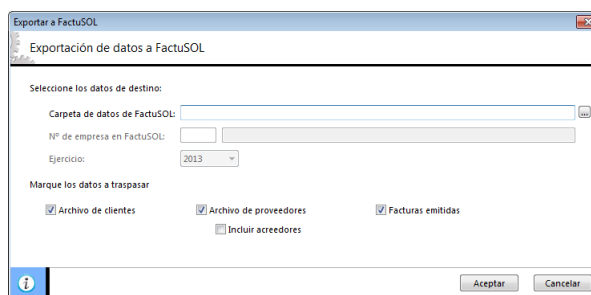 Exportar a FactuSOL
Exportación de datos a FactuSOL
Seleccione los datos de destino:
Carpeta de datos de FactuSOL:
...
Nº de empresa en FactuSOL:
Ejercicio: 2013
Marque los datos a traspasar
Archivo de clientes Archivo de proveedores Facturas emitidas
Incluir acreedores
Aceptar Cancelar